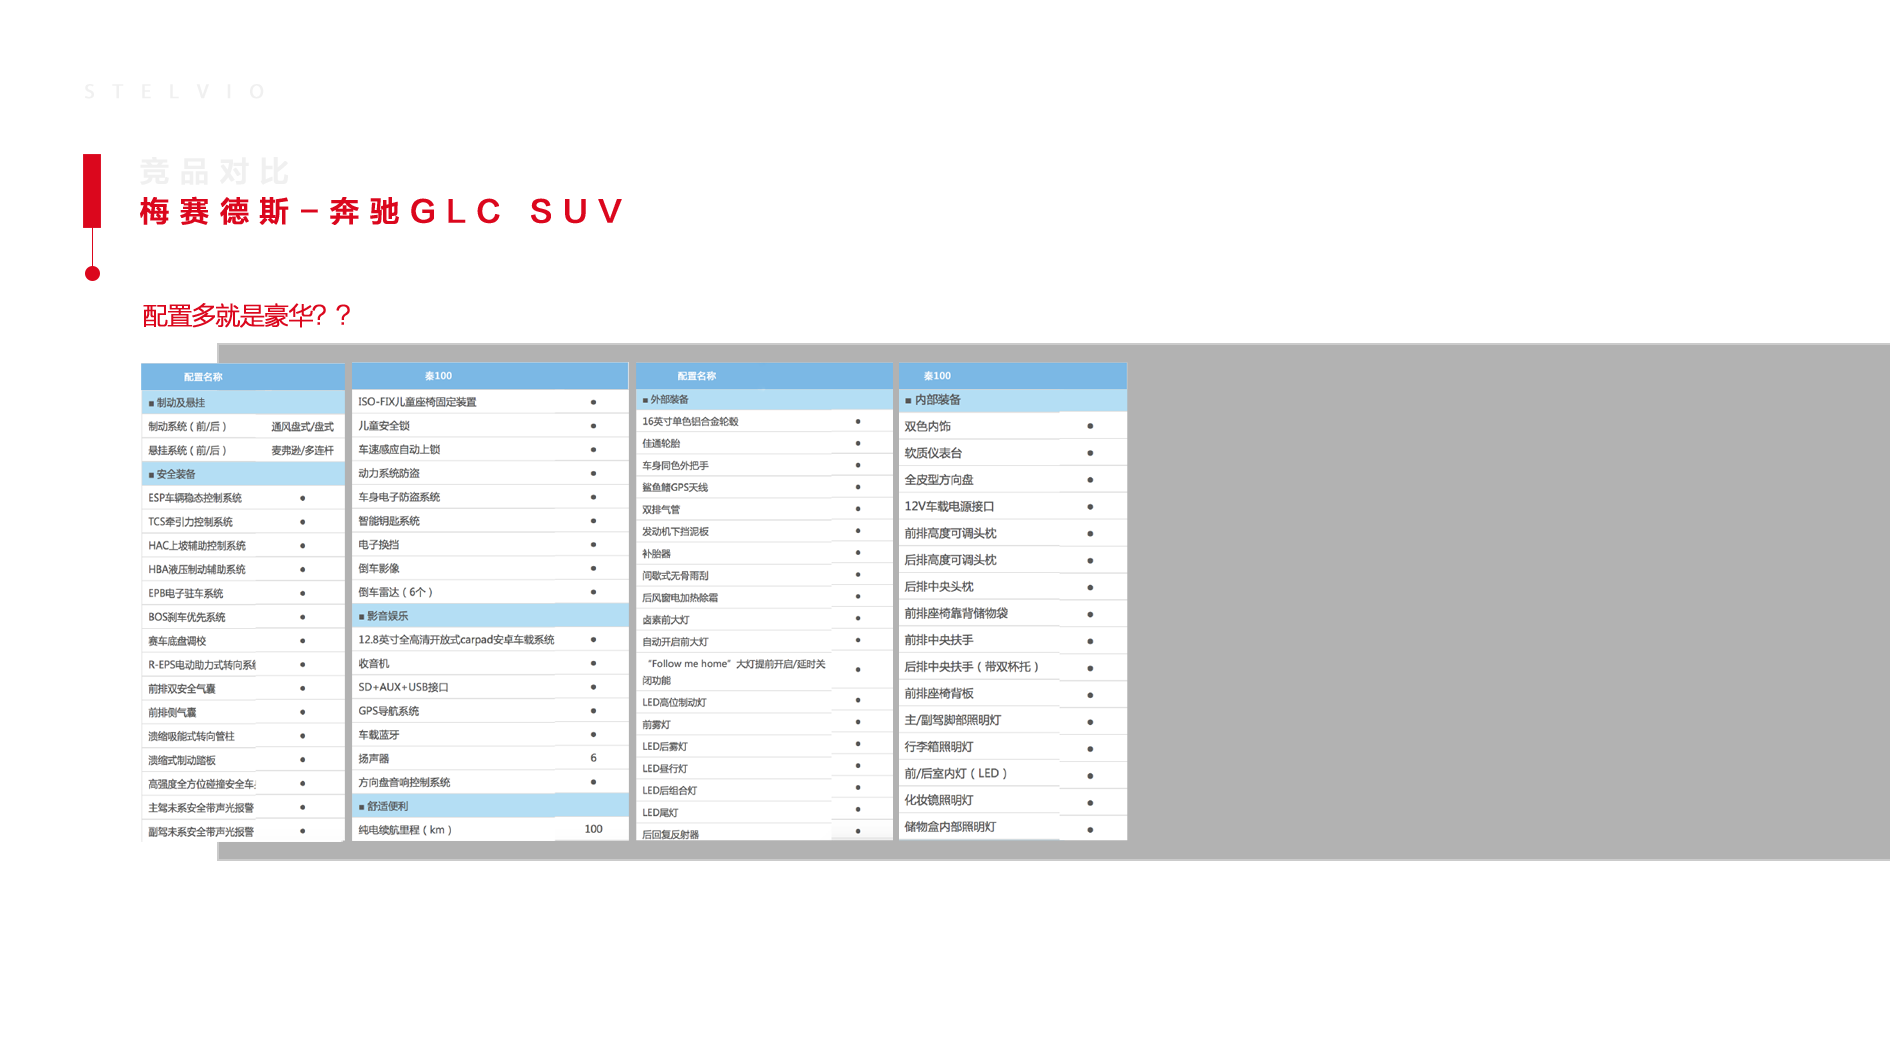 STELVIO
竞品对比
梅赛德斯–奔驰GLC SUV
配置多就是豪华？？
配置名称
■ 制动及悬挂
制动系统（前/后） 通风盘式/盘式
悬挂系统（前/后） 麦弗逊/多连杆
■ 安全装备
ESP车辆稳态控制系统 ●
TCS牵引力控制系统 ●
HAC上坡辅助控制系统 ●
HBA液压制动辅助系统 ●
EPB电子驻车系统 ●
BOS刹车优先系统 ●
赛车底盘调校 ●
R-EPS电动助力式转向系统 ●
前排双安全气囊 ●
前排侧气囊 ●
溃缩吸能式转向管柱 ●
溃缩式制动踏板 ●
高强度全方位碰撞安全车 ●
主驾未系安全带声光报警 ●
副驾未系安全带声光报警 ●
秦100
ISO-FIX儿童座椅固定装置 ●
儿童安全锁 ●
车速感应自动上锁 ●
动力系统防盗 ●
车身电子防盗系统 ●
智能钥匙系统 ●
电子换挡 ●
倒车影像 ●
倒车雷达（6个） ●
■ 影音娱乐
12.8英寸全高清开放式carpad安卓车载系统 ●
收音机 ●
SD+AUX+USB接口 ●
GPS导航系统 ●
车载蓝牙 ●
扬声器 6
方向盘音响控制系统 ●
■ 舒适便利
纯电续航里程（km） 100
配置名称
■ 外部装备
16英寸单色铝合金轮毂 ●
佳通轮胎 ●
车身同色外把手 ●
鲨鱼鳍GPS天线 ●
双排气管 ●
发动机下挡泥板 ●
补胎器 ●
间歇式无骨雨刮 ●
后风窗电加热除霜 ●
卤素前大灯 ●
自动开启前大灯 ●
“Follow me home”大灯提前开启/延时关
闭功能 ●
LED高位制动灯 ●
前雾灯 ●
LED后雾灯 ●
LED昼行灯 ●
LED后组合灯 ●
LED尾灯 ●
后回复反射器 ●
秦100
■ 内部装备
双色内饰 ●
软质仪表台 ●
全皮型方向盘 ●
12V车载电源接口 ●
前排高度可调头枕 ●
后排高度可调头枕 ●
后排中央头枕 ●
前排座椅靠背储物袋 ●
前排中央扶手 ●
后排中央扶手（带双杯托） ●
前排座椅背板 ●
主/副驾脚部照明灯 ●
行李箱照明灯 ●
前/后室内灯（LED） ●
化妆镜照明灯 ●
储物盒内部照明灯 ●